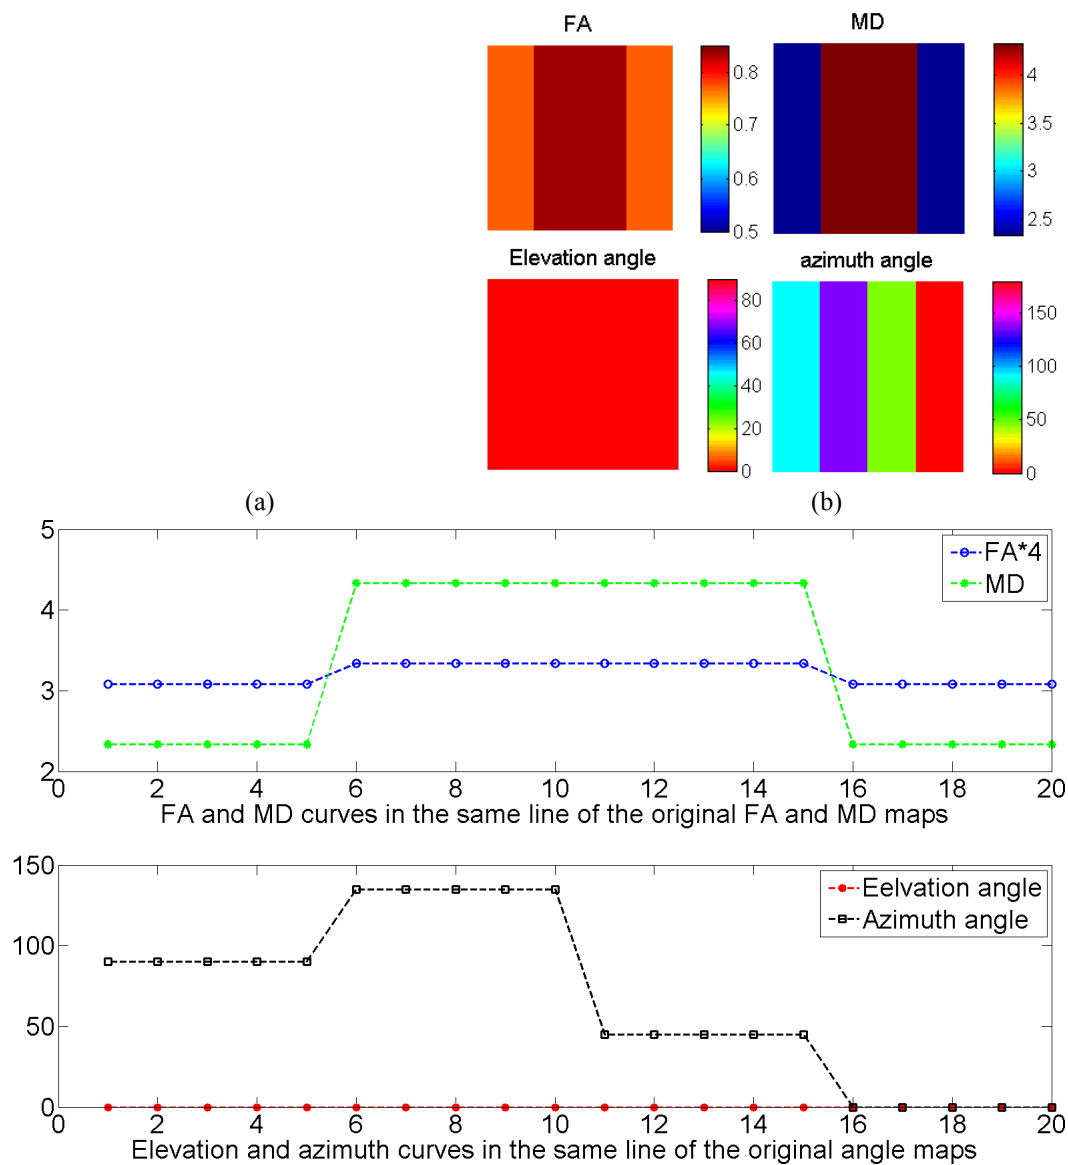 FA
MD
0.8
0.7
0.6
0.5
4
3.5
3
2.5
Elevation angle
azimuth angle
80
60
40
20
0
150
100
50
0
(a)
(b)
5
4
3
2
FA*4
MD
0 2 4 6 8 10 12 14 16 18 20
FA and MD curves in the same line of the original FA and MD maps
150
100
50
0
Eelvation angle
Azimuth angle
0 2 4 6 8 10 12 14 16 18 20
Elevation and azimuth curves in the same line of the original angle maps